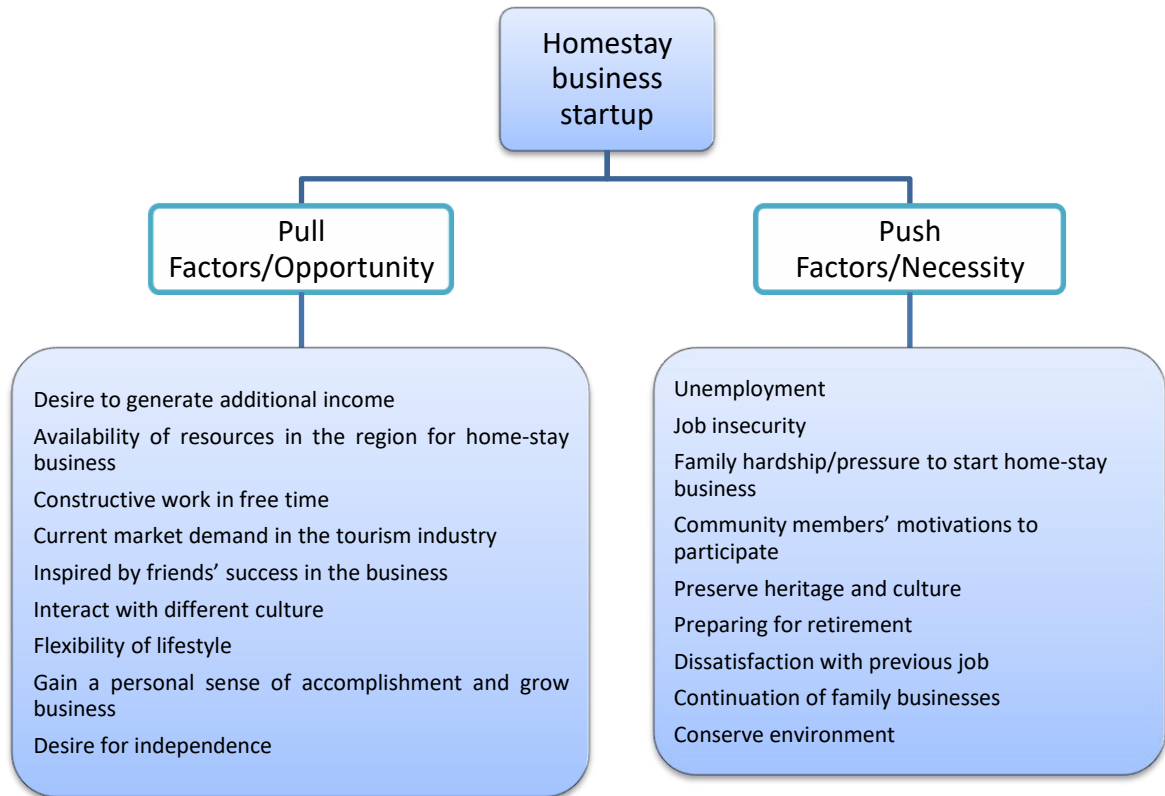 Homestay
business
startup
Pull
Factors/Opportunity
Push
Factors/Necessity
Desire to generate additional income
Availability of resources in the region for home-stay
business
Constructive work in free time
Current market demand in the tourism industry
Inspired by friends’ success in the business
Interact with different culture
Flexibility of lifestyle
Gain a personal sense of accomplishment and grow
business
Desire for independence
Unemployment
Job insecurity
Family hardship/pressure to start home-stay
business
Community members’ motivations to
participate
Preserve heritage and culture
Preparing for retirement
Dissatisfaction with previous job
Continuation of family businesses
Conserve environment